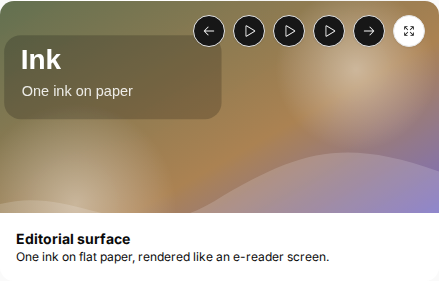 Ink
One ink on paper
Editorial surface
One ink on flat paper, rendered like an e-reader screen.